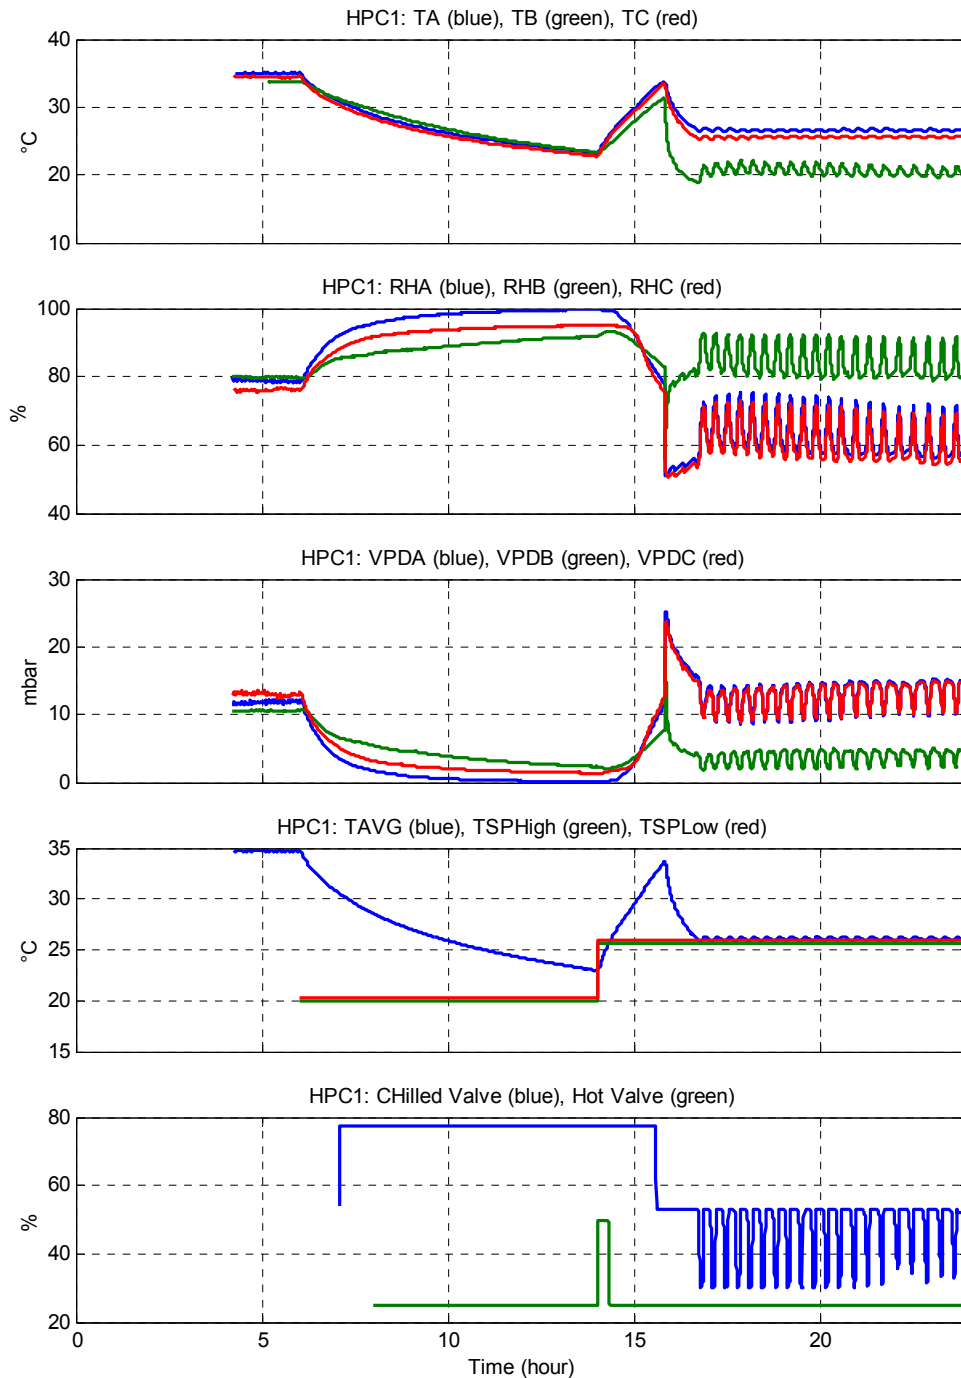 HPC1: TA (blue), TB (green), TC (red)
40
30
20
10
°C
HPC1: RHA (blue), RHB (green), RHC (red)
100
80
60
40
%
HPC1: VPDA (blue), VPDB (green), VPDC (red)
30
20
10
0
mbar
HPC1: TAVG (blue), TSPHigh (green), TSPLow (red)
35
30
25
20
15
°C
HPC1: CHilled Valve (blue), Hot Valve (green)
80
60
40
20
%
0 5 10 15 20
Time (hour)